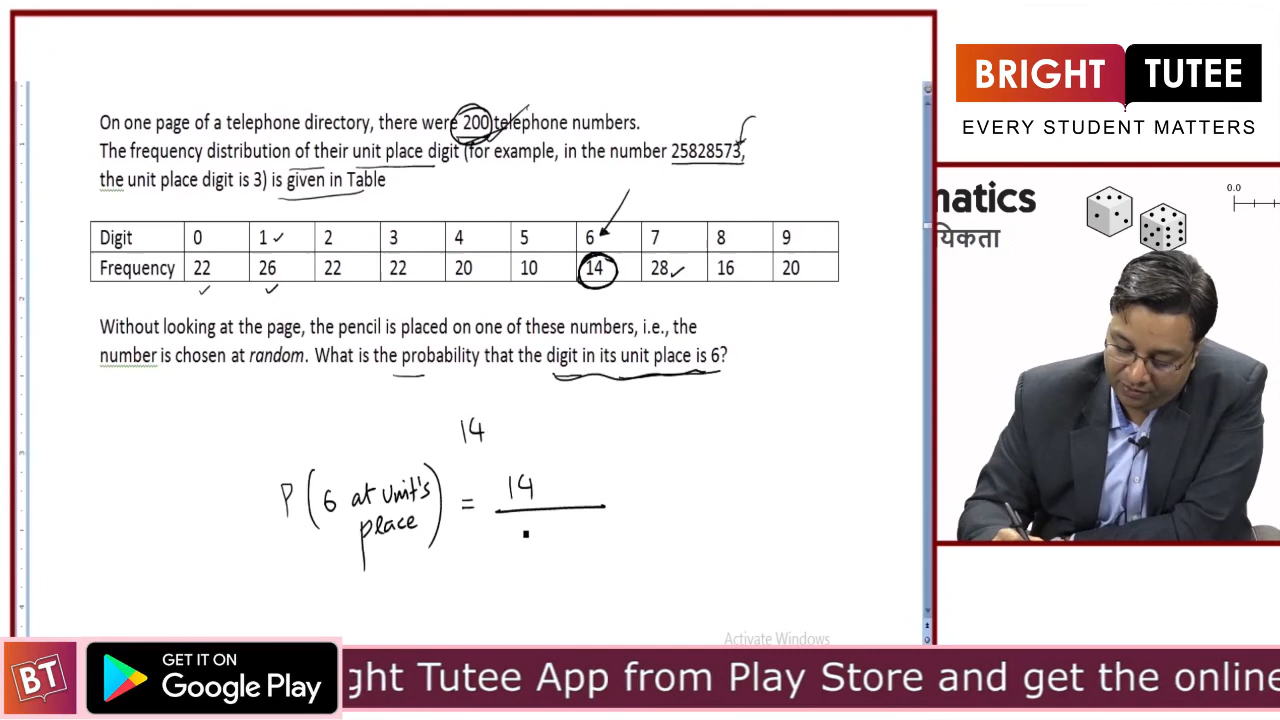 On one page of a telephone directory, there were 200 telephone numbers.
The frequency distribution of their unit place digit (for example, in the number 25828573,
the unit place digit is 3) is given in Table
Digit 0 1 2 3 4 5 6 7 8 9
Frequency 22 26 22 22 20 10 14 28 16 20
Without looking at the page, the pencil is placed on one of these numbers, i.e., the
number is chosen at random. What is the probability that the digit in its unit place is 6?
14
P ( 6 at unit's place ) = 14
BRIGHT TUTEE
EVERY STUDENT MATTERS
matics
यिकता
0.0
Activate Windows
BT
GET IT ON
Google Play
ght Tutee App from Play Store and get the online